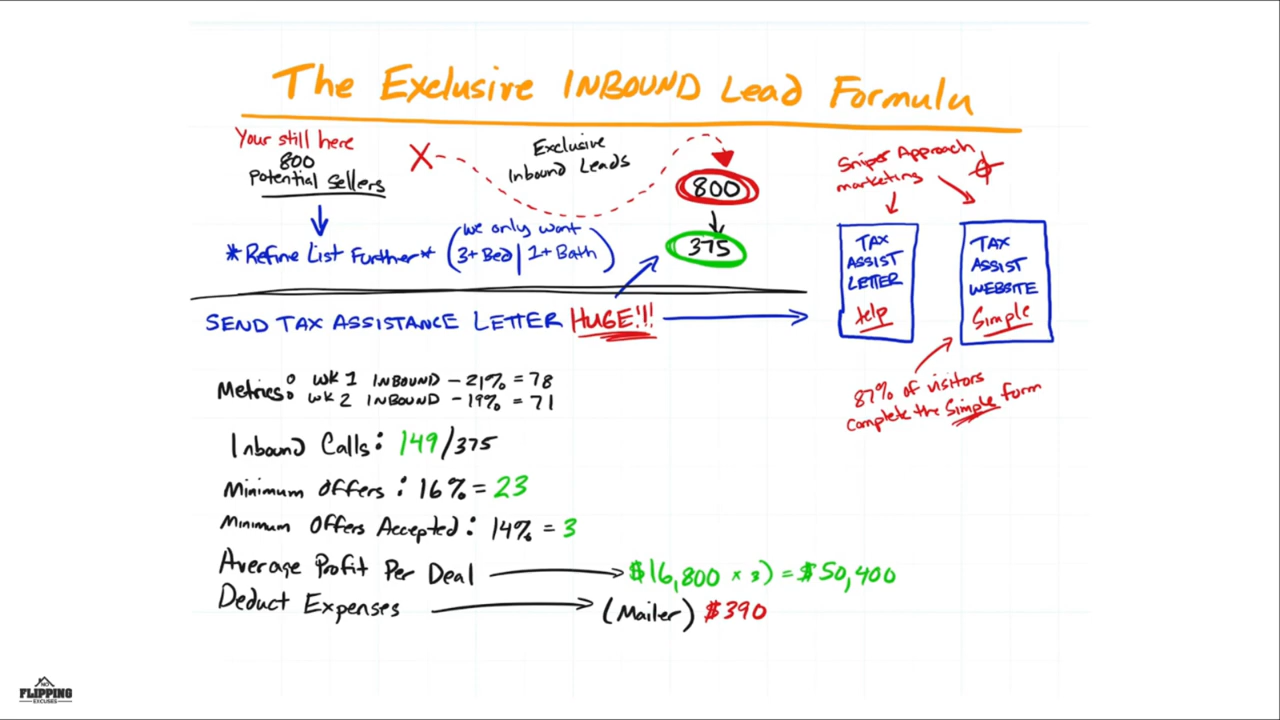 The Exclusive INBOUND Lead Formula
Your still here
800
Potential Sellers
X
Exclusive
Inbound Leads
800
375
*Refine List Further*
(we only want
3+Bed | 1+ Bath)
Sniper Approach
marketing
TAX
ASSIST
LETTER
Help
TAX
ASSIST
WEBSITE
Simple
87% of visitors
complete the Simple form
SEND TAX ASSISTANCE LETTER HUGE!!!
Metrics: WK 1 INBOUND - 21% = 78
WK 2 INBOUND - 19% = 71
Inbound Calls: 149/375
Minimum Offers: 16% = 23
Minimum Offers Accepted: 14% = 3
Average Profit Per Deal $16,800 x 3) = $50,400
Deduct Expenses (Mailer) $390
NO
FLIPPING
EXCUSES